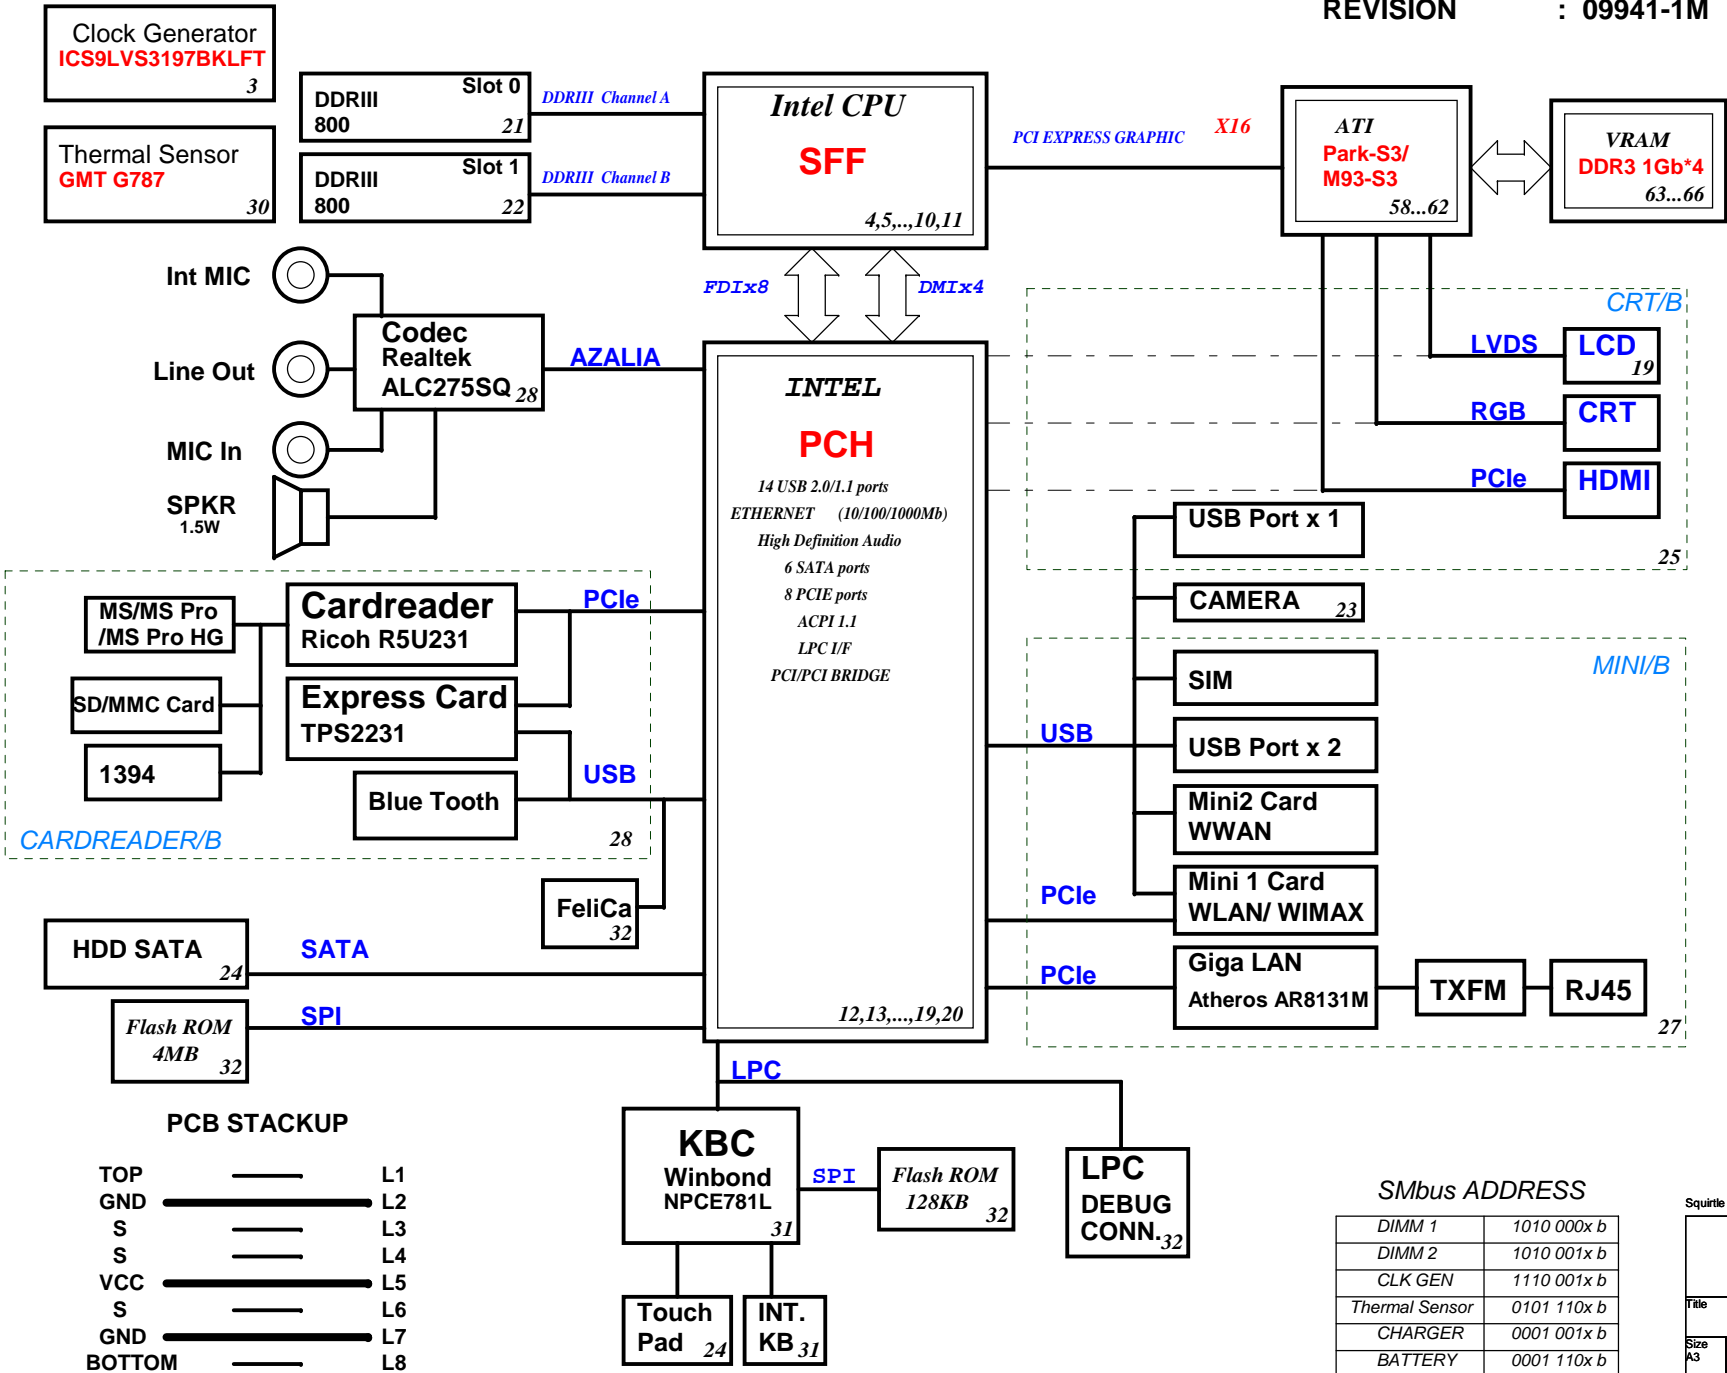 REVISION : 09941-1M
Clock Generator
ICS9LVS3197BKLFT
3
Thermal Sensor
GMT G787
30
DDRIII
800
Slot 0
21
DDRIII Channel A
DDRIII
800
Slot 1
22
DDRIII Channel B
Intel CPU
SFF
4,5,..,10,11
PCI EXPRESS GRAPHIC
X16
ATI
Park-S3/
M93-S3
58...62
VRAM
DDR3 1Gb*4
63...66
FDIx8
DMIx4
Int MIC
Line Out
MIC In
SPKR
1.5W
Codec
Realtek
ALC275SQ
28
AZALIA
INTEL
PCH
14 USB 2.0/1.1 ports
ETHERNET (10/100/1000Mb)
High Definition Audio
6 SATA ports
8 PCIE ports
ACPI 1.1
LPC I/F
PCI/PCI BRIDGE
12,13,...,19,20
CRT/B
LVDS
LCD
19
RGB
CRT
PCIe
HDMI
25
USB Port x 1
CAMERA
23
MINI/B
SIM
USB
USB Port x 2
Mini2 Card
WWAN
PCIe
Mini 1 Card
WLAN/ WIMAX
PCIe
Giga LAN
Atheros AR8131M
TXFM
RJ45
27
MS/MS Pro
/MS Pro HG
SD/MMC Card
1394
Cardreader
Ricoh R5U231
PCIe
Express Card
TPS2231
USB
Blue Tooth
CARDREADER/B
28
FeliCa
32
HDD SATA
24
SATA
Flash ROM
4MB
32
SPI
LPC
KBC
Winbond
NPCE781L
31
SPI
Flash ROM
128KB
32
LPC
DEBUG
CONN.
32
Touch
Pad
24
INT.
KB
31
PCB STACKUP
TOP L1
GND L2
S L3
S L4
VCC L5
S L6
GND L7
BOTTOM L8
SMbus ADDRESS
DIMM 1 1010 000x b
DIMM 2 1010 001x b
CLK GEN 1110 001x b
Thermal Sensor 0101 110x b
CHARGER 0001 001x b
BATTERY 0001 110x b
Squirtle
Title
Size
A3